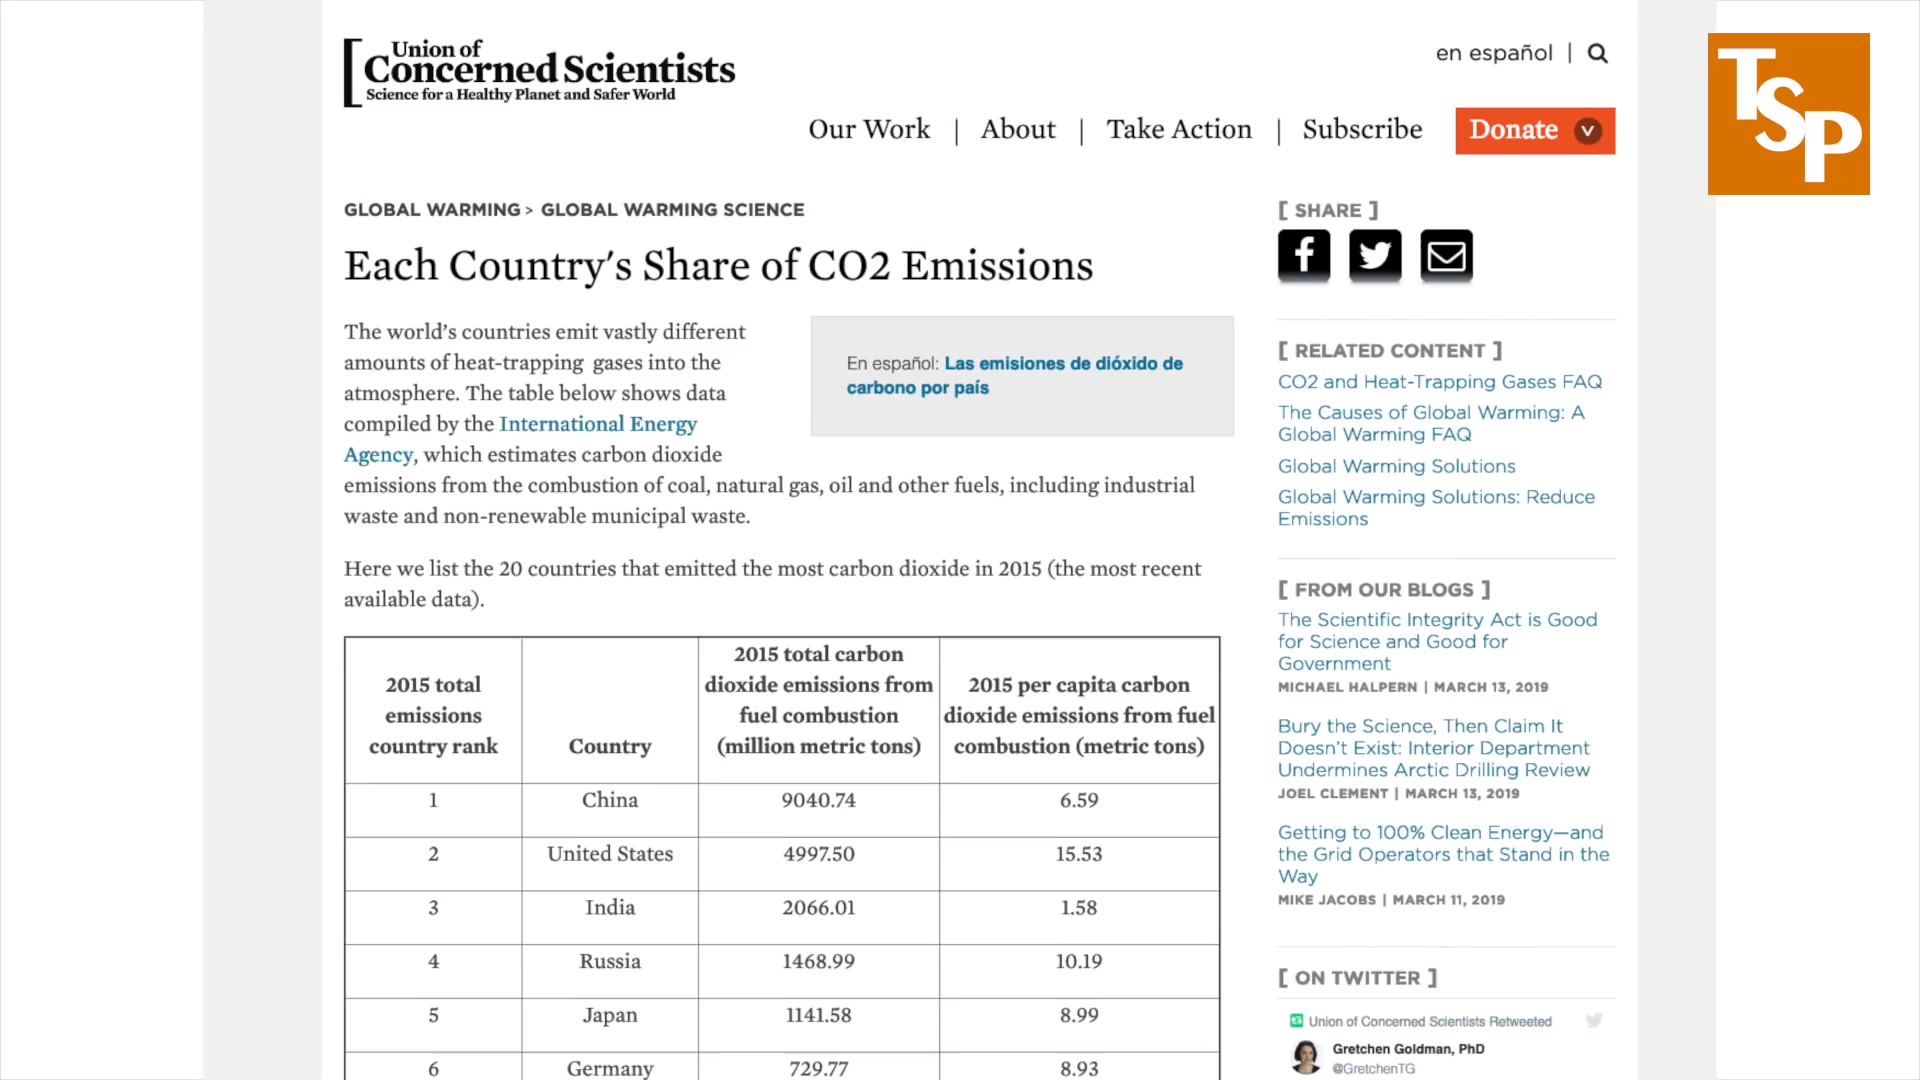 Union of
Concerned Scientists
Science for a Healthy Planet and Safer World
en español |
Our Work | About | Take Action | Subscribe
Donate
TSP
GLOBAL WARMING > GLOBAL WARMING SCIENCE
Each Country's Share of CO2 Emissions
The world's countries emit vastly different
amounts of heat-trapping gases into the
atmosphere. The table below shows data
compiled by the International Energy
Agency, which estimates carbon dioxide
emissions from the combustion of coal, natural gas, oil and other fuels, including industrial
waste and non-renewable municipal waste.
En español: Las emisiones de dióxido de
carbono por país
Here we list the 20 countries that emitted the most carbon dioxide in 2015 (the most recent
available data).
2015 total
emissions
country rank
Country
2015 total carbon
dioxide emissions from
fuel combustion
(million metric tons)
2015 per capita carbon
dioxide emissions from fuel
combustion (metric tons)
1 China 9040.74 6.59
2 United States 4997.50 15.53
3 India 2066.01 1.58
4 Russia 1468.99 10.19
5 Japan 1141.58 8.99
6 Germany 729.77 8.93
[ SHARE ]
[ RELATED CONTENT ]
CO2 and Heat-Trapping Gases FAQ
The Causes of Global Warming: A
Global Warming FAQ
Global Warming Solutions
Global Warming Solutions: Reduce
Emissions
[ FROM OUR BLOGS ]
The Scientific Integrity Act is Good
for Science and Good for
Government
MICHAEL HALPERN | MARCH 13, 2019
Bury the Science, Then Claim It
Doesn't Exist: Interior Department
Undermines Arctic Drilling Review
JOEL CLEMENT | MARCH 13, 2019
Getting to 100% Clean Energy—and
the Grid Operators that Stand in the
Way
MIKE JACOBS | MARCH 11, 2019
[ ON TWITTER ]
Union of Concerned Scientists Retweeted
Gretchen Goldman, PhD
@GretchenTG